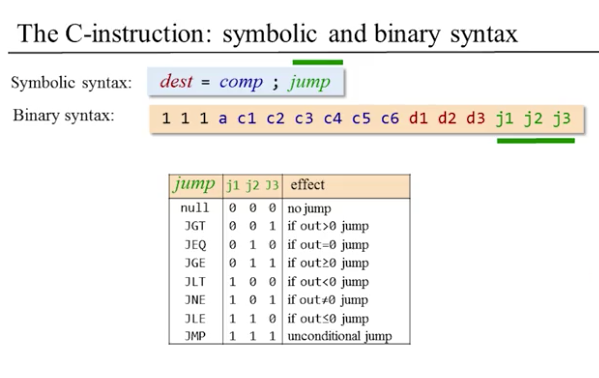 The C-instruction: symbolic and binary syntax
Symbolic syntax: dest = comp ; jump
Binary syntax: 1 1 1 a c1 c2 c3 c4 c5 c6 d1 d2 d3 j1 j2 j3
jump j1 j2 J3 effect
null 0 0 0 no jump
JGT 0 0 1 if out>0 jump
JEQ 0 1 0 if out=0 jump
JGE 0 1 1 if out≥0 jump
JLT 1 0 0 if out<0 jump
JNE 1 0 1 if out≠0 jump
JLE 1 1 0 if out≤0 jump
JMP 1 1 1 unconditional jump